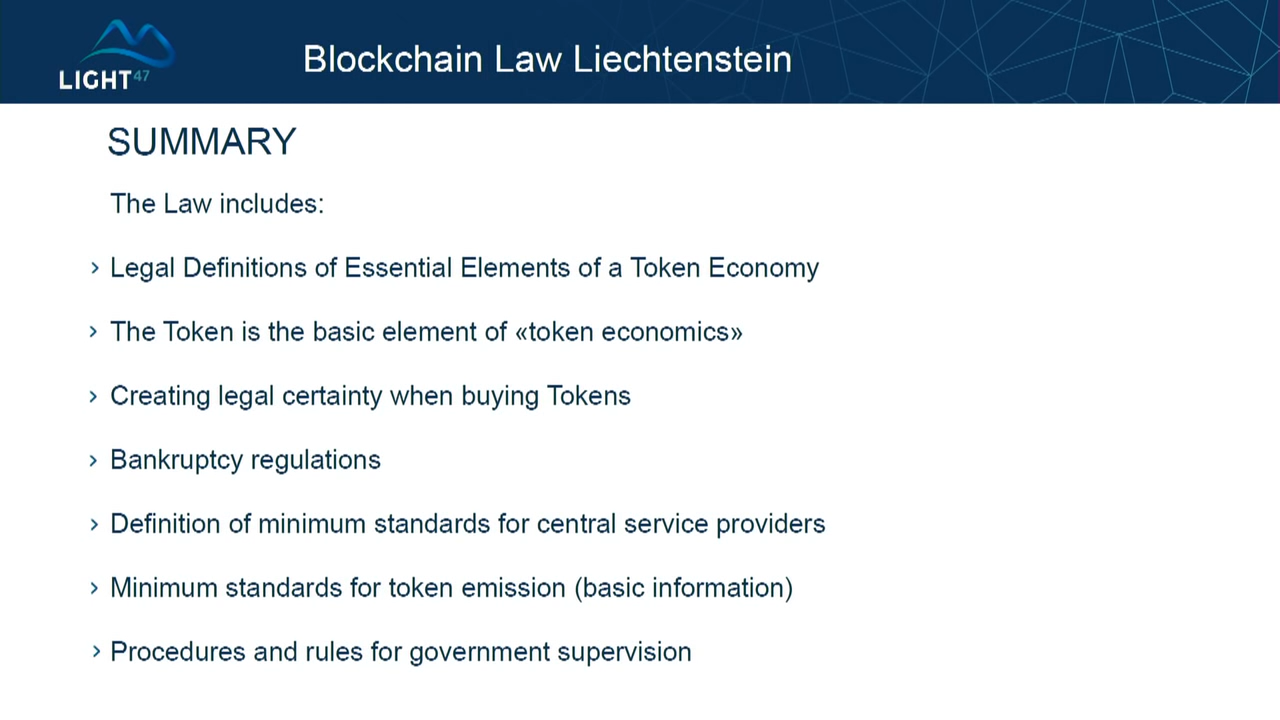 LIGHT47
Blockchain Law Liechtenstein
SUMMARY
The Law includes:
› Legal Definitions of Essential Elements of a Token Economy
› The Token is the basic element of «token economics»
› Creating legal certainty when buying Tokens
› Bankruptcy regulations
› Definition of minimum standards for central service providers
› Minimum standards for token emission (basic information)
› Procedures and rules for government supervision